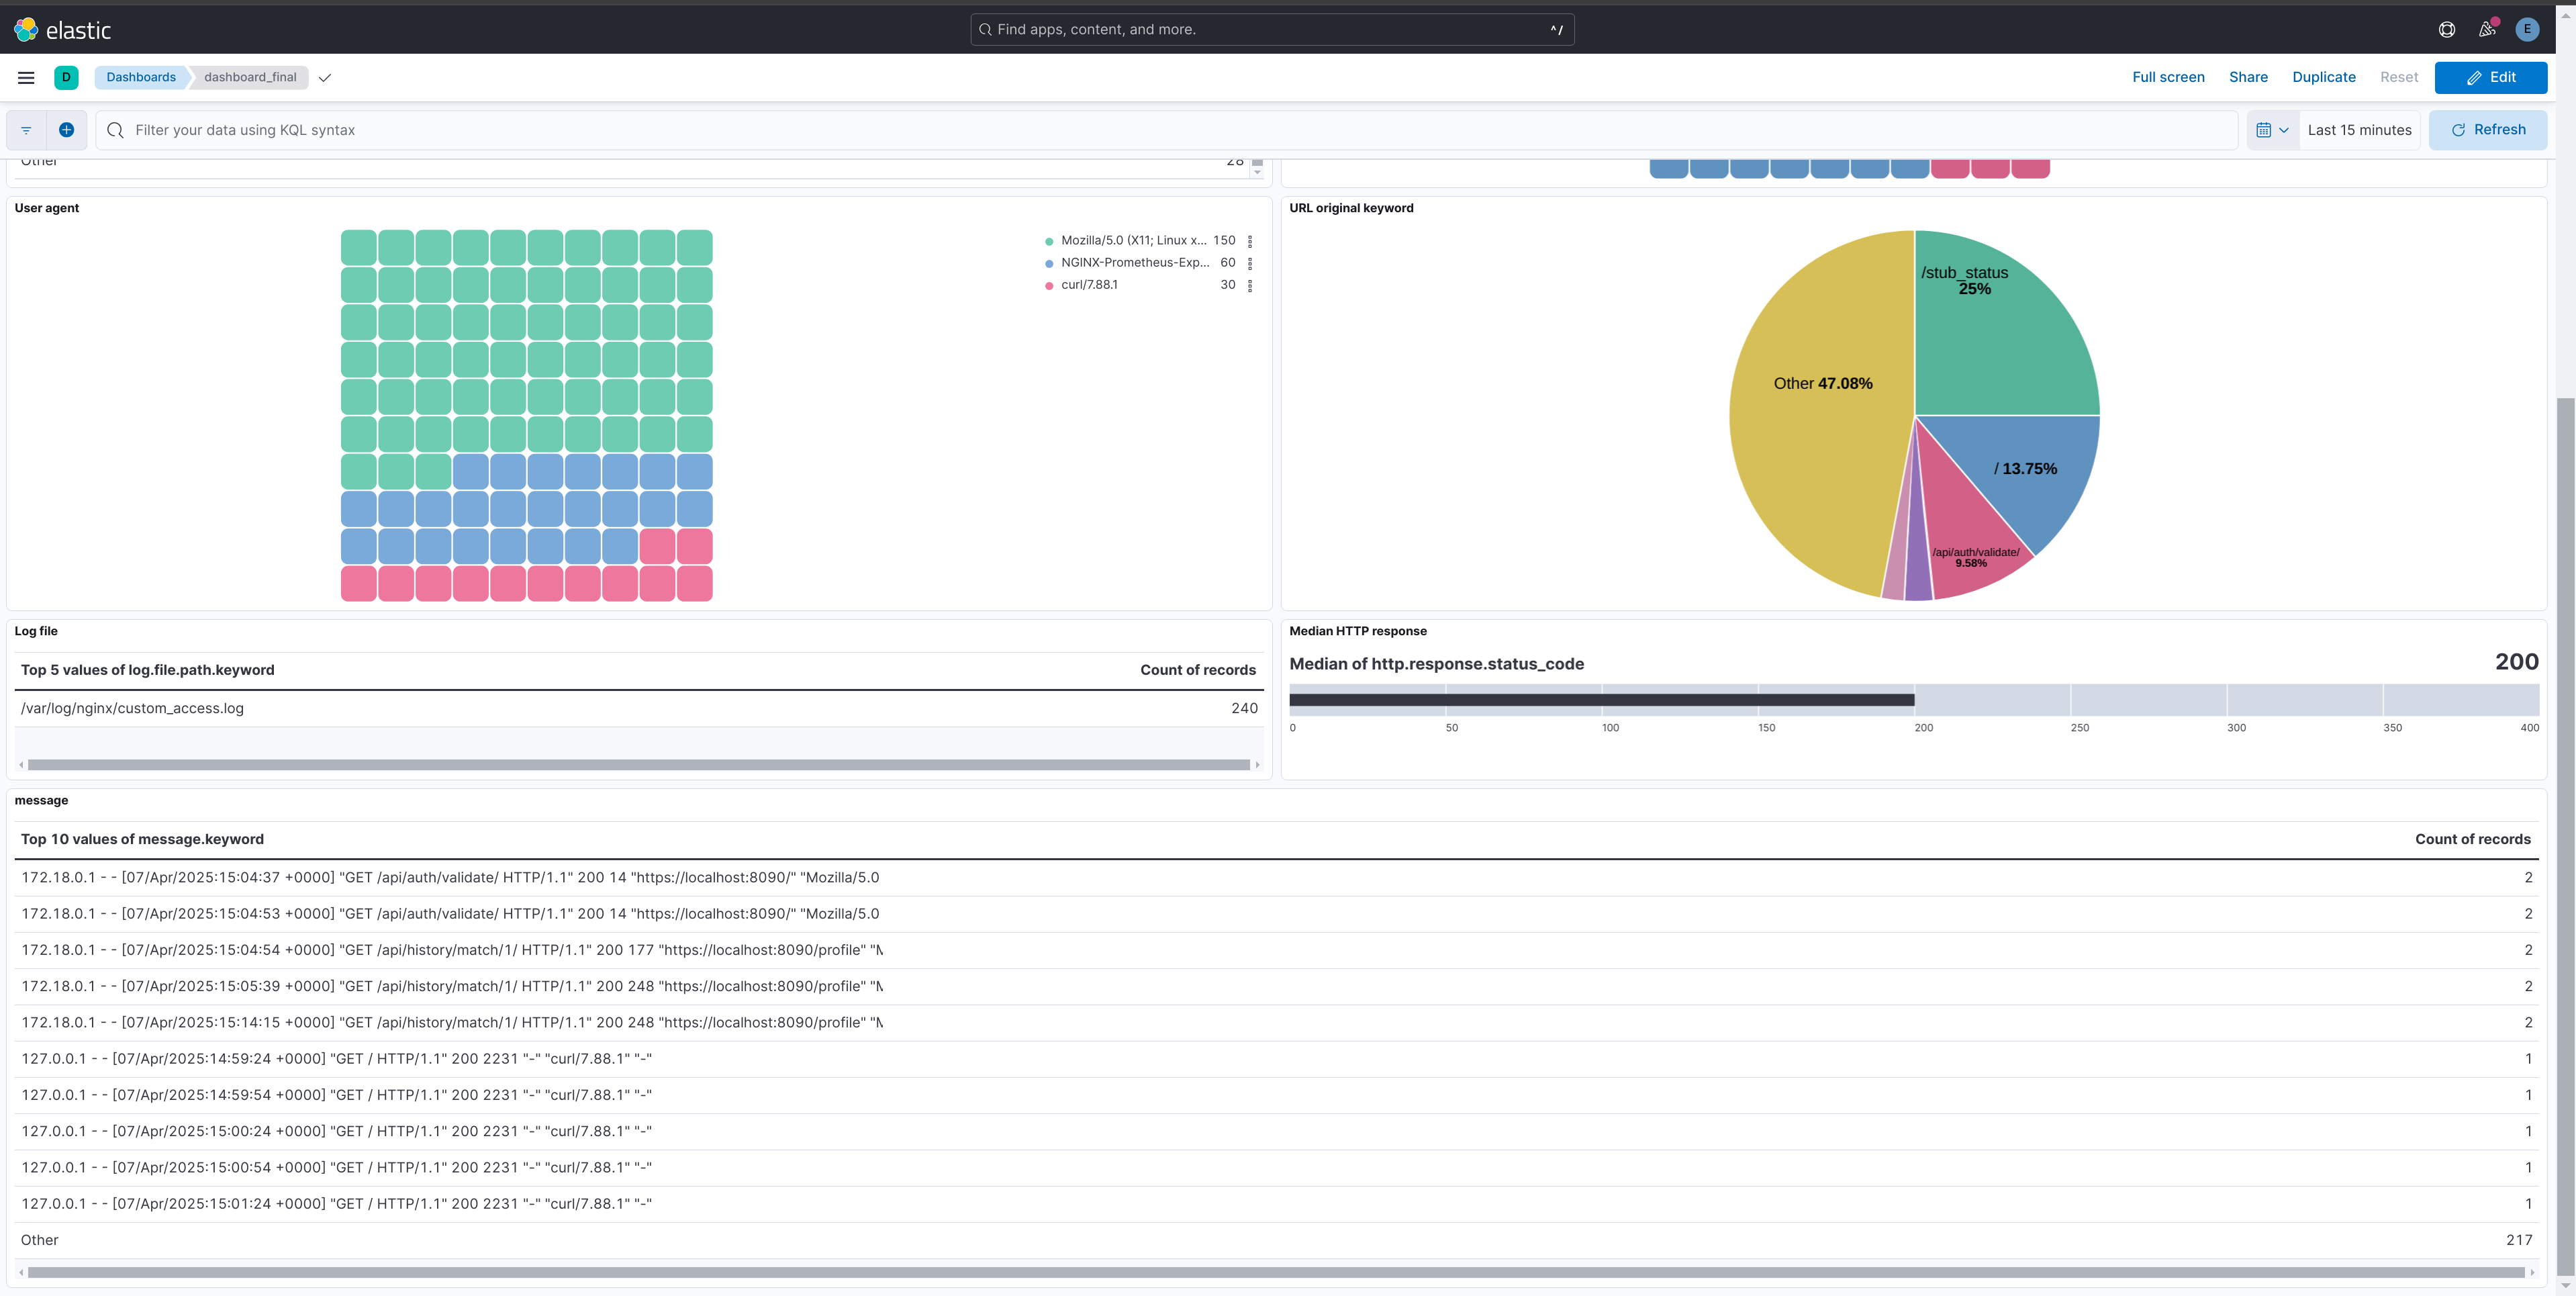 elastic
Find apps, content, and more.
^/
E
D
Dashboards
dashboard_final
Full screen
Share
Duplicate
Reset
Edit
Filter your data using KQL syntax
Last 15 minutes
Refresh
Other 28
User agent
Mozilla/5.0 (X11; Linux x... 150
NGINX-Prometheus-Exp... 60
curl/7.88.1 30
URL original keyword
/stub_status
25%
Other 47.08%
/ 13.75%
/api/auth/validate/
9.58%
Log file
Top 5 values of log.file.path.keyword Count of records
/var/log/nginx/custom_access.log 240
Median HTTP response
Median of http.response.status_code 200
0 50 100 150 200 250 300 350 400
message
Top 10 values of message.keyword Count of records
172.18.0.1 - - [07/Apr/2025:15:04:37 +0000] "GET /api/auth/validate/ HTTP/1.1" 200 14 "https://localhost:8090/" "Mozilla/5.0 2
172.18.0.1 - - [07/Apr/2025:15:04:53 +0000] "GET /api/auth/validate/ HTTP/1.1" 200 14 "https://localhost:8090/" "Mozilla/5.0 2
172.18.0.1 - - [07/Apr/2025:15:04:54 +0000] "GET /api/history/match/1/ HTTP/1.1" 200 177 "https://localhost:8090/profile" "M 2
172.18.0.1 - - [07/Apr/2025:15:05:39 +0000] "GET /api/history/match/1/ HTTP/1.1" 200 248 "https://localhost:8090/profile" "M 2
172.18.0.1 - - [07/Apr/2025:15:14:15 +0000] "GET /api/history/match/1/ HTTP/1.1" 200 248 "https://localhost:8090/profile" "M 2
127.0.0.1 - - [07/Apr/2025:14:59:24 +0000] "GET / HTTP/1.1" 200 2231 "-" "curl/7.88.1" "-" 1
127.0.0.1 - - [07/Apr/2025:14:59:54 +0000] "GET / HTTP/1.1" 200 2231 "-" "curl/7.88.1" "-" 1
127.0.0.1 - - [07/Apr/2025:15:00:24 +0000] "GET / HTTP/1.1" 200 2231 "-" "curl/7.88.1" "-" 1
127.0.0.1 - - [07/Apr/2025:15:00:54 +0000] "GET / HTTP/1.1" 200 2231 "-" "curl/7.88.1" "-" 1
127.0.0.1 - - [07/Apr/2025:15:01:24 +0000] "GET / HTTP/1.1" 200 2231 "-" "curl/7.88.1" "-" 1
Other 217